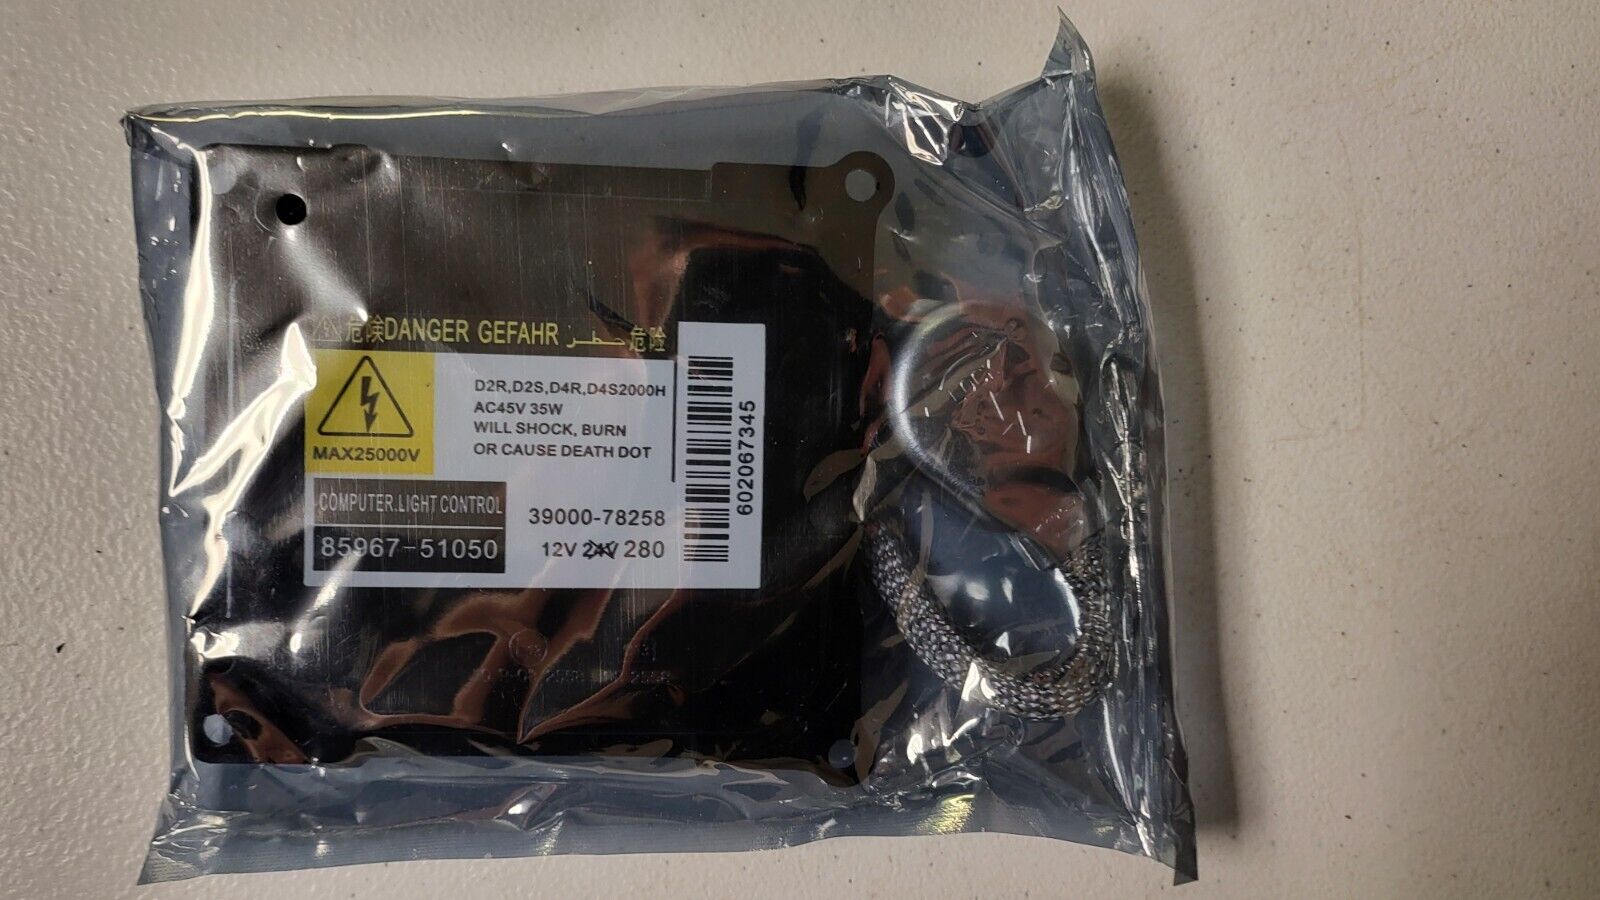 危険DANGER GEFAHR خطر 危险
D2R,D2S,D4R,D4S2000H
AC45V 35W
WILL SHOCK, BURN
OR CAUSE DEATH DOT
MAX25000V
COMPUTER.LIGHT CONTROL
85967-51050
39000-78258
12V 24V 280
602067345